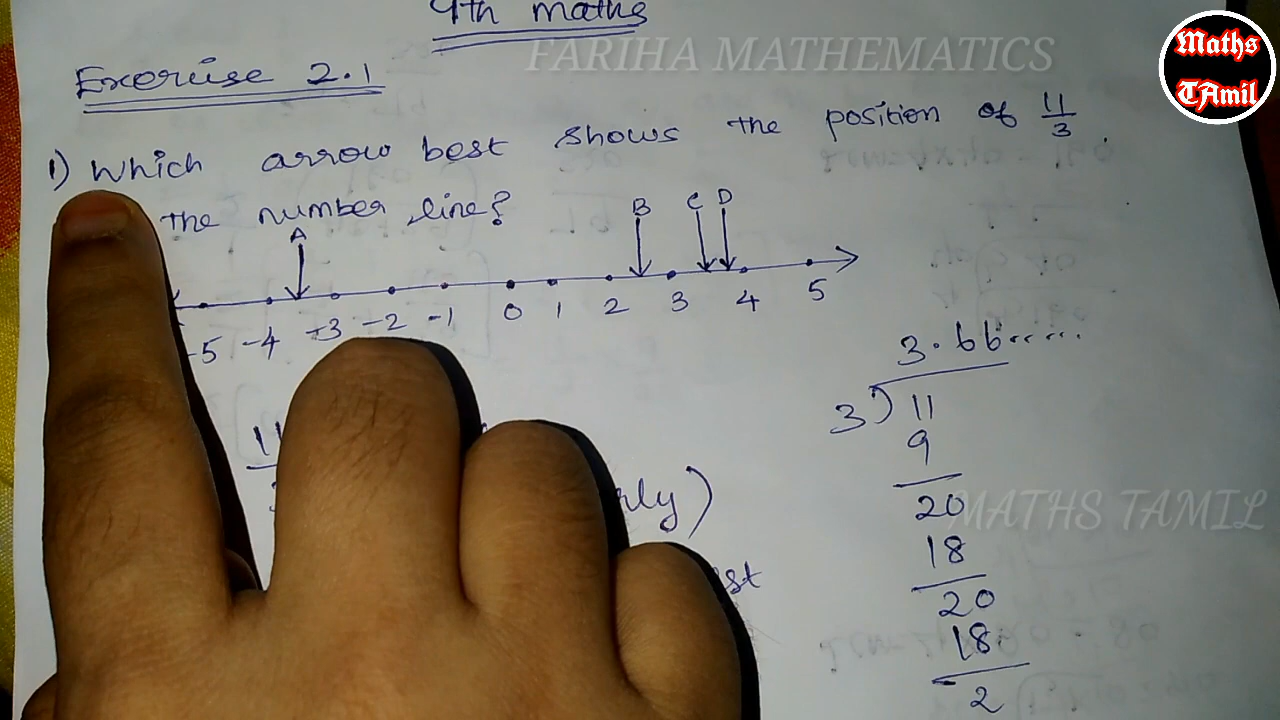 9th maths
FARIHA MATHEMATICS
Maths
TAmil
Exercise 2.1
1) Which arrow best shows the position of 11/3
the number line?
A B C D
-5 -4 -3 -2 -1 0 1 2 3 4 5
3.66.....
3) 11
9
20
18
20
18
2
11
MATHS TAMIL